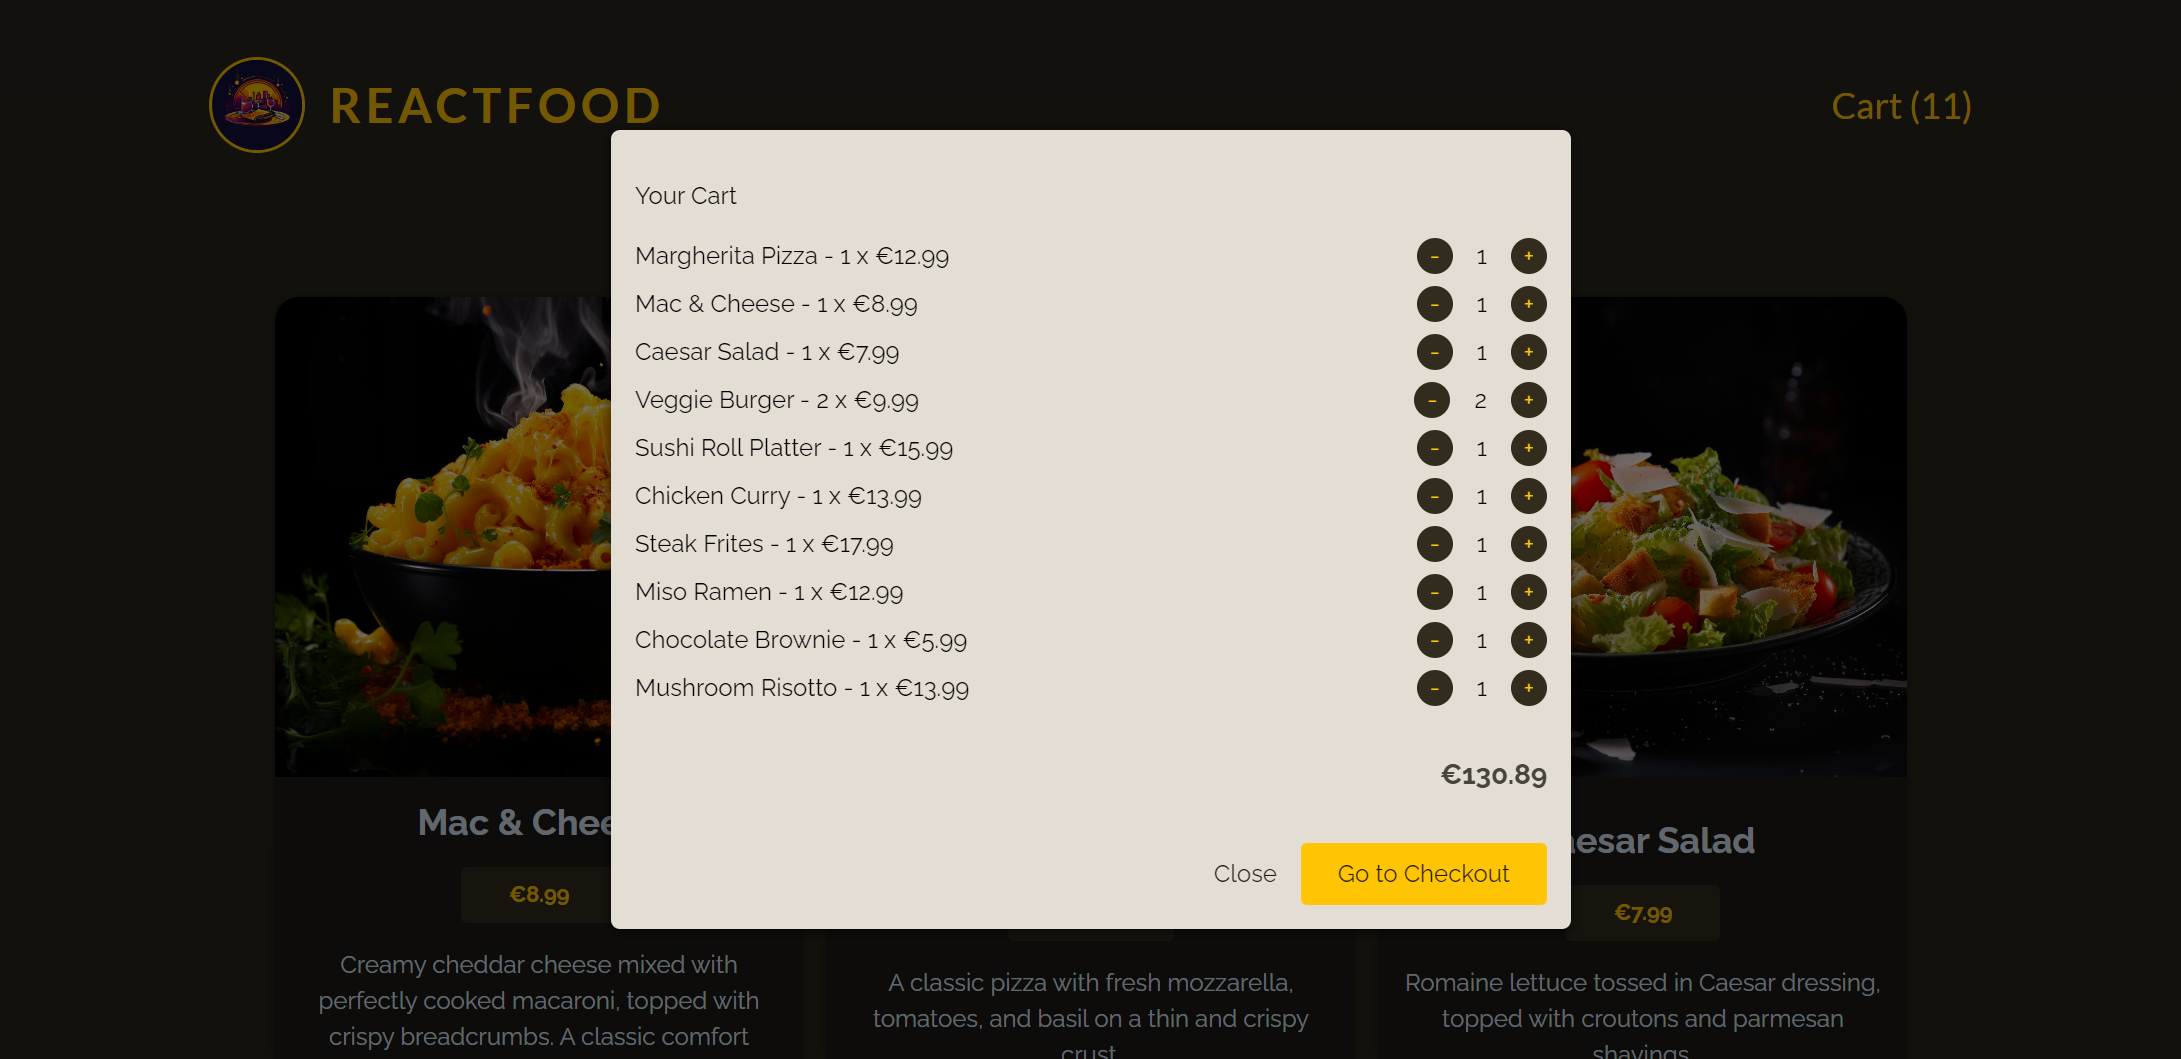 REACTFOOD
Cart (11)
Your Cart
Margherita Pizza - 1 x €12.99
- 1 +
Mac & Cheese - 1 x €8.99
- 1 +
Caesar Salad - 1 x €7.99
- 1 +
Veggie Burger - 2 x €9.99
- 2 +
Sushi Roll Platter - 1 x €15.99
- 1 +
Chicken Curry - 1 x €13.99
- 1 +
Steak Frites - 1 x €17.99
- 1 +
Miso Ramen - 1 x €12.99
- 1 +
Chocolate Brownie - 1 x €5.99
- 1 +
Mushroom Risotto - 1 x €13.99
- 1 +
€130.89
Close
Go to Checkout
Mac & Chee
€8.99
Creamy cheddar cheese mixed with
perfectly cooked macaroni, topped with
crispy breadcrumbs. A classic comfort
A classic pizza with fresh mozzarella,
tomatoes, and basil on a thin and crispy
crust.
esar Salad
€7.99
Romaine lettuce tossed in Caesar dressing,
topped with croutons and parmesan
shavings.